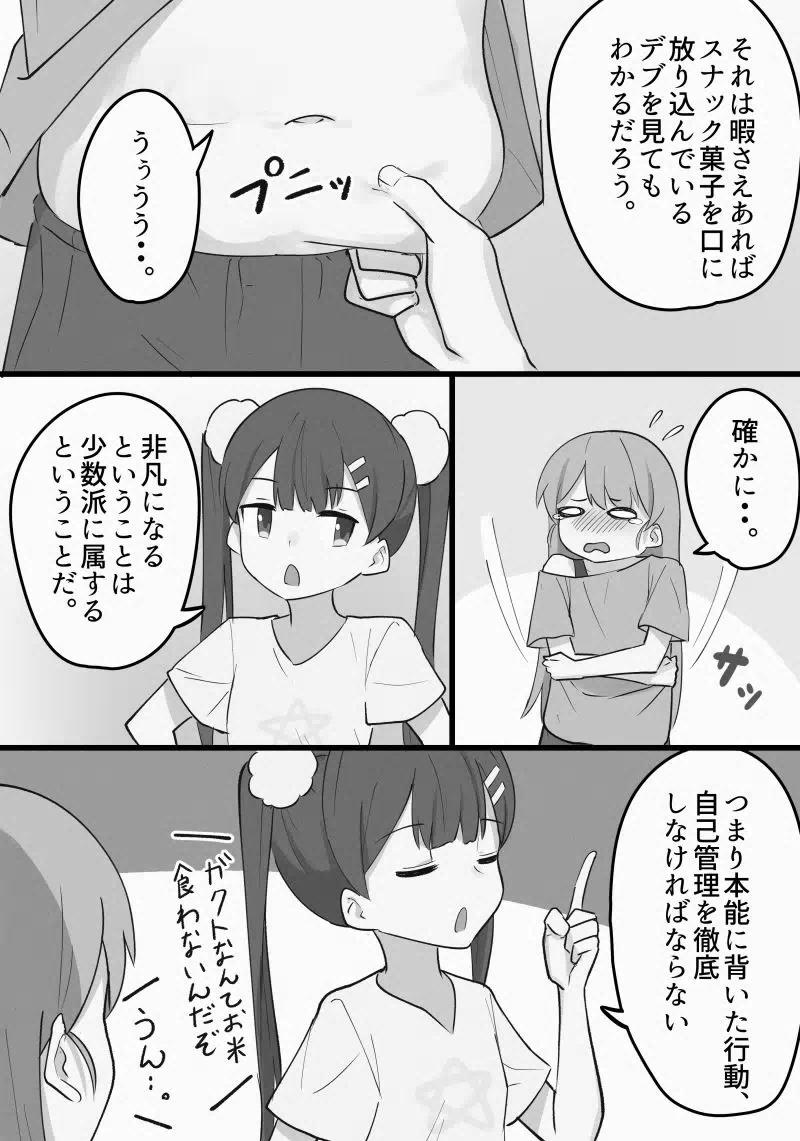 それは暇さえあれば
スナック菓子を口に
放り込んでいる
デブを見ても
わかるだろう。
プニッ
うぅうう・・。
確かに・・。
サッ
非凡になる
ということは
少数派に属する
ということだ。
つまり本能に背いた行動、
自己管理を徹底
しなければならない
ガクトなんてお米
食わないんだぞ
うん…。